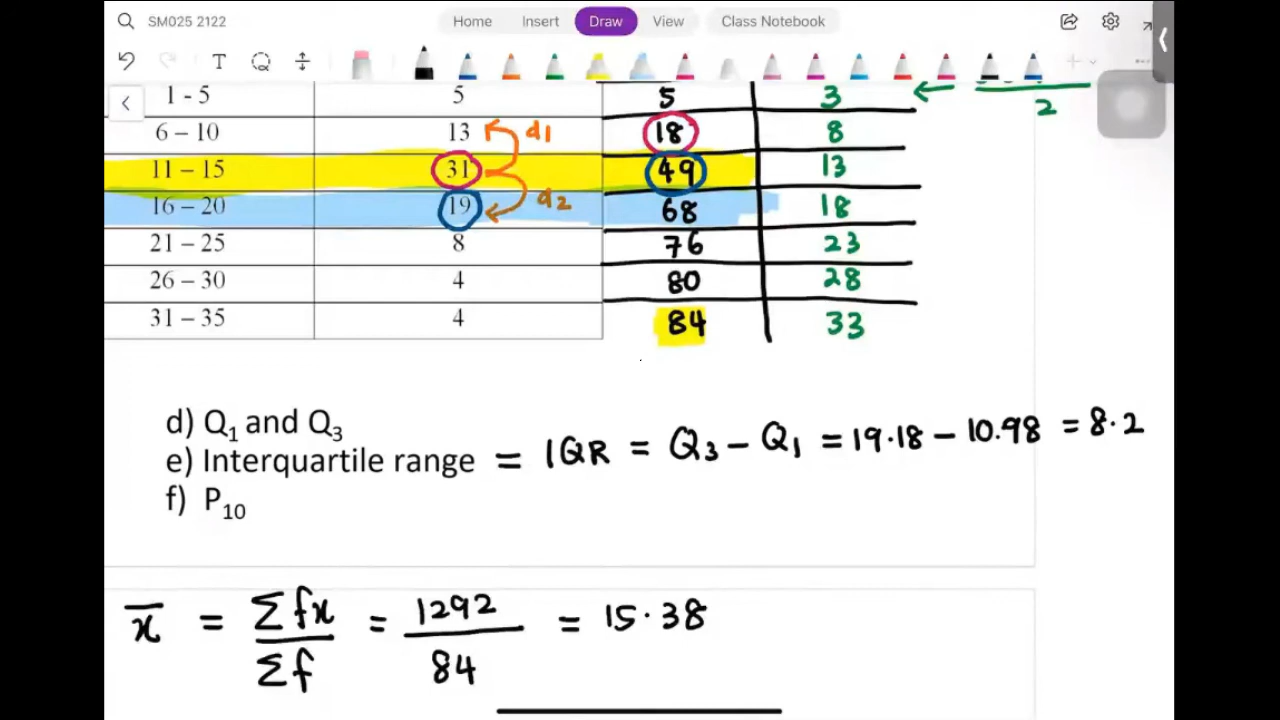 SM025 2122 Home Insert Draw View Class Notebook
1 - 5 5 5 3
2
6 – 10 13 18 8
d1
11 – 15 31 49 13
16 – 20 19 68 18
d2
21 – 25 8 76 23
26 – 30 4 80 28
31 – 35 4 84 33
d) Q1 and Q3
e) Interquartile range = IQR = Q3 − Q1 = 19.18 − 10.98 = 8.2
f) P10
x̄ = Σfx / Σf = 1292 / 84 = 15.38